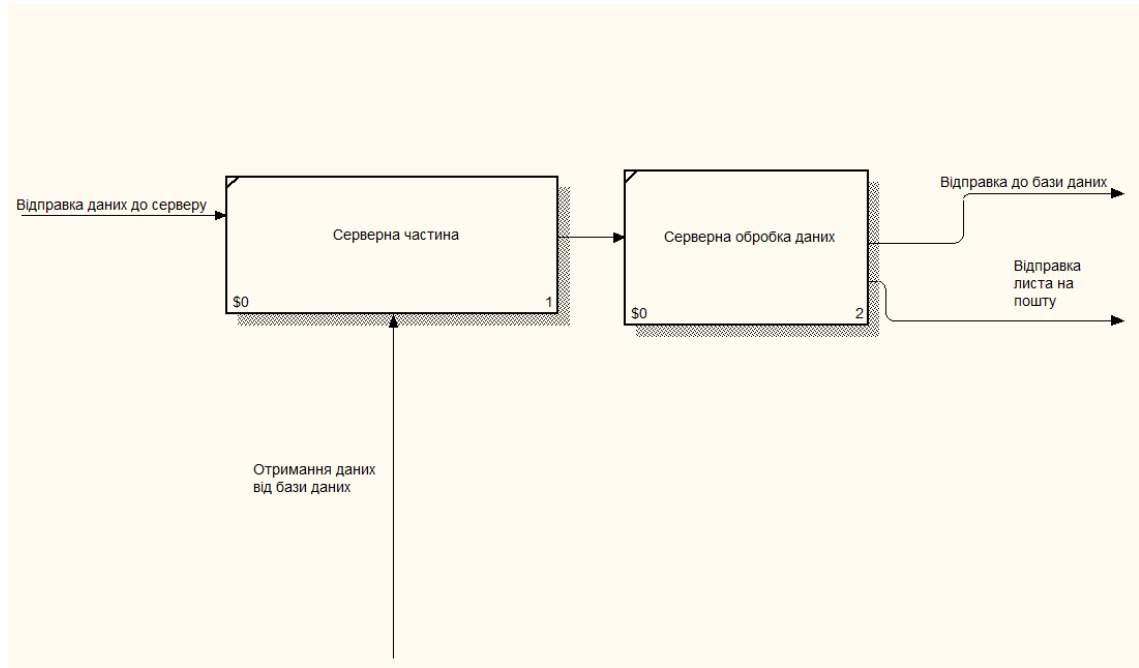 Відправка даних до серверу
Серверна частина
$0
1
Серверна обробка даних
$0
2
Відправка до бази даних
Відправка
листа на
пошту
Отримання даних
від бази даних